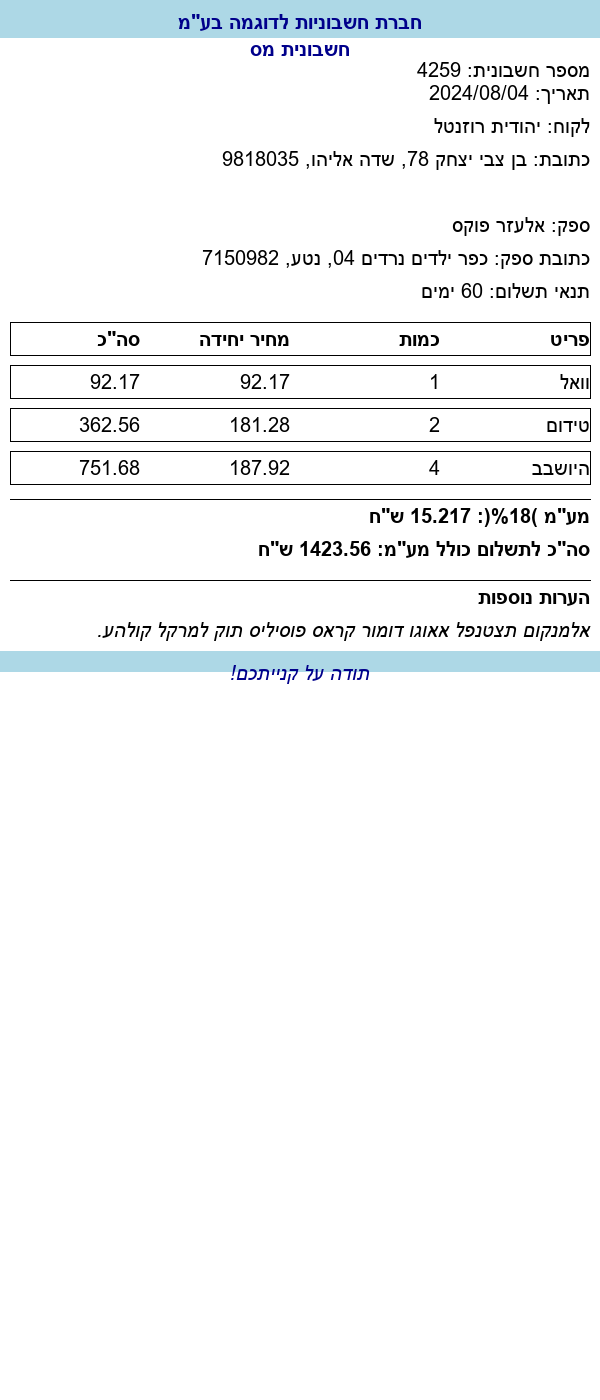 חברת חשבוניות לדוגמה בע"מ
חשבונית מס
מספר חשבונית: 4259
תאריך: 2024/08/04
לקוח: יהודית רוזנטל
כתובת: בן צבי יצחק 78, שדה אליהו, 9818035
ספק: אלעזר פוקס
כתובת ספק: כפר ילדים נרדים 04, נטע, 7150982
תנאי תשלום: 60 ימים
פריט כמות מחיר יחידה סה"כ
וואל 1 92.17 92.17
טידום 2 181.28 362.56
היושבב 4 187.92 751.68
מע"מ )18%(: 15.217 ש"ח
סה"כ לתשלום כולל מע"מ: 1423.56 ש"ח
הערות נוספות
אלמנקום תצטנפל אאוגו דומור קראס פוסיליס תוק למרקל קולהע.
תודה על קנייתכם!